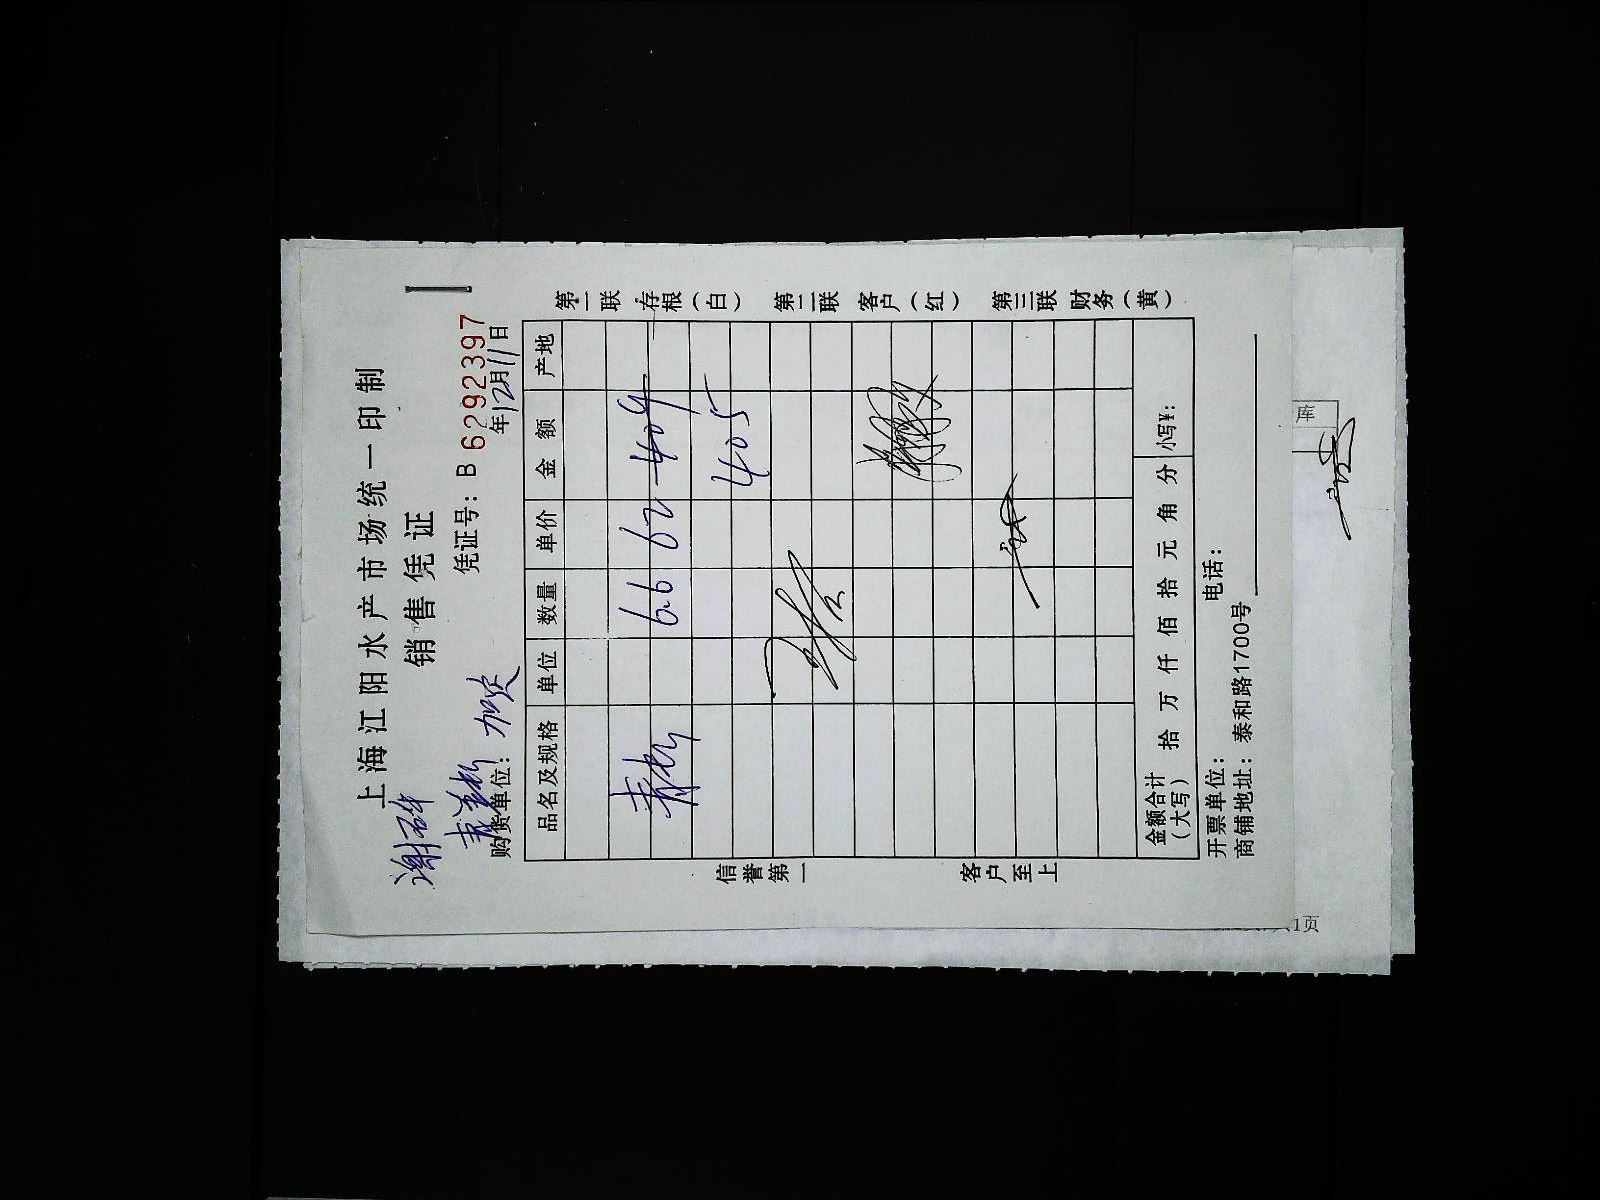 上海江阳水产市场统一印制
销售凭证
凭证号：B 6292397
购货单位：
年12月11日
品名及规格 单位 数量 单价 金额 产地
6.6 62 409
405
金额合计（大写） 拾 万 仟 佰 拾 元 角 分 小写¥：
开票单位： 电话：
商铺地址：泰和路1700号
信誉第一 客户至上
第一联 存根（白） 第二联 客户（红） 第三联 财务（黄）
库
1页